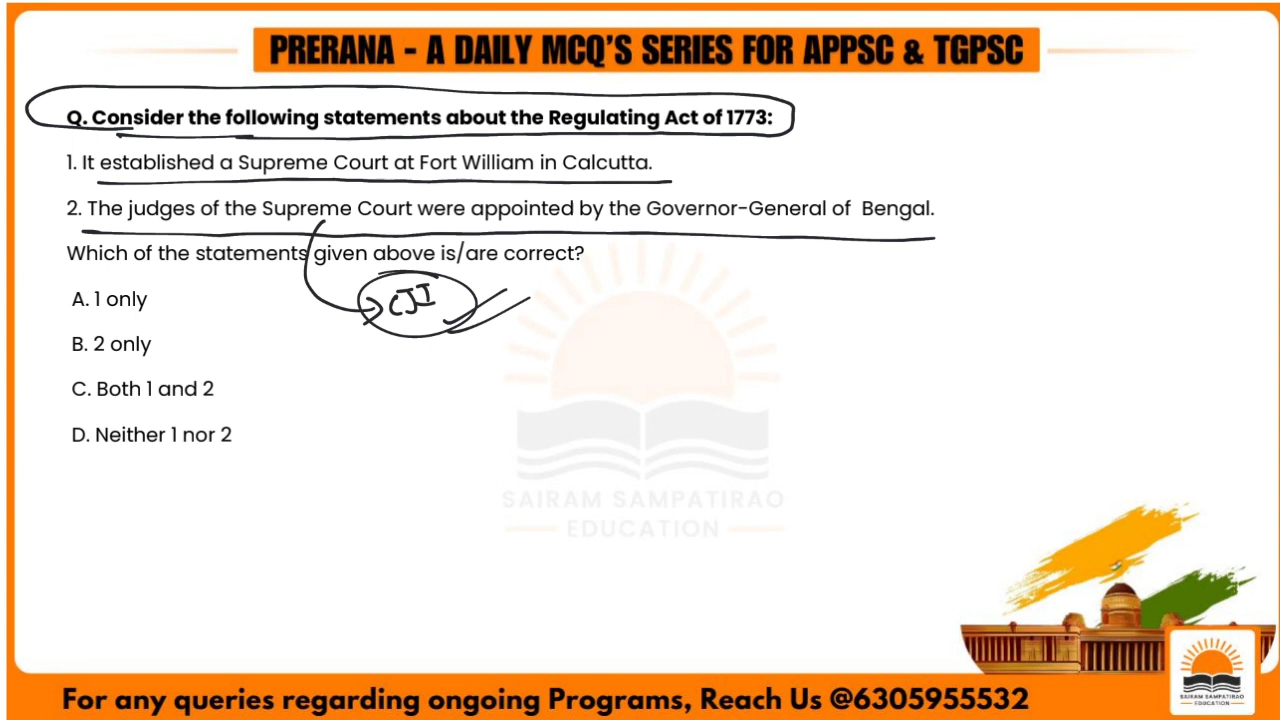 PRERANA - A DAILY MCQ'S SERIES FOR APPSC & TGPSC
Q. Consider the following statements about the Regulating Act of 1773:
1. It established a Supreme Court at Fort William in Calcutta.
2. The judges of the Supreme Court were appointed by the Governor-General of Bengal.
Which of the statements given above is/are correct?
A. 1 only
CJI
B. 2 only
C. Both 1 and 2
D. Neither 1 nor 2
SAIRAM SAMPATIRAO
EDUCATION
SAIRAM SAMPATIRAO
EDUCATION
For any queries regarding ongoing Programs, Reach Us @6305955532